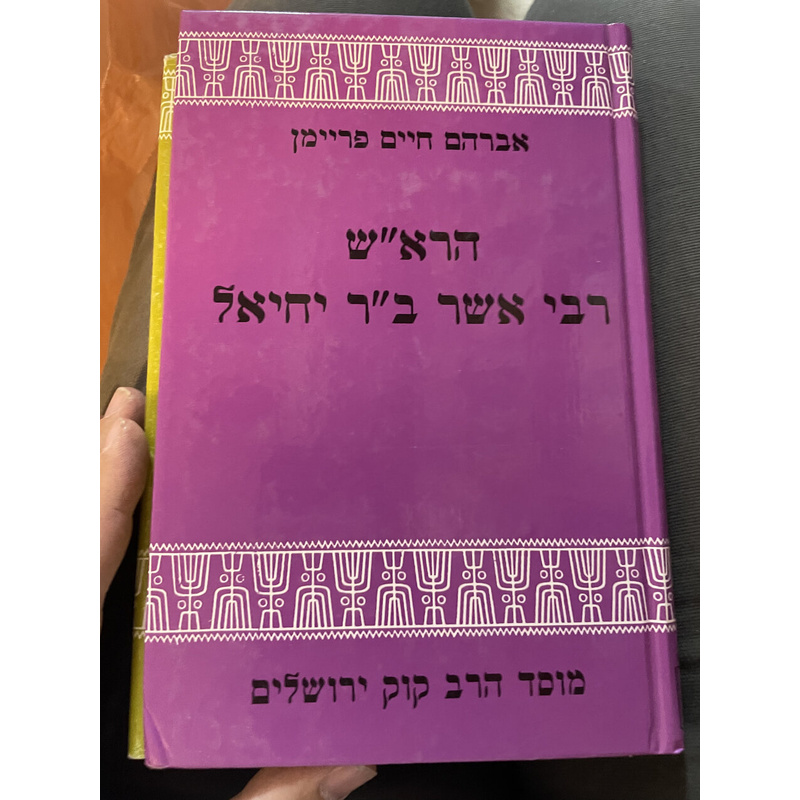 אברהם חיים פריימן
הרא"ש
רבי אשר ב"ר יחיאל
מוסד הרב קוק ירושלים